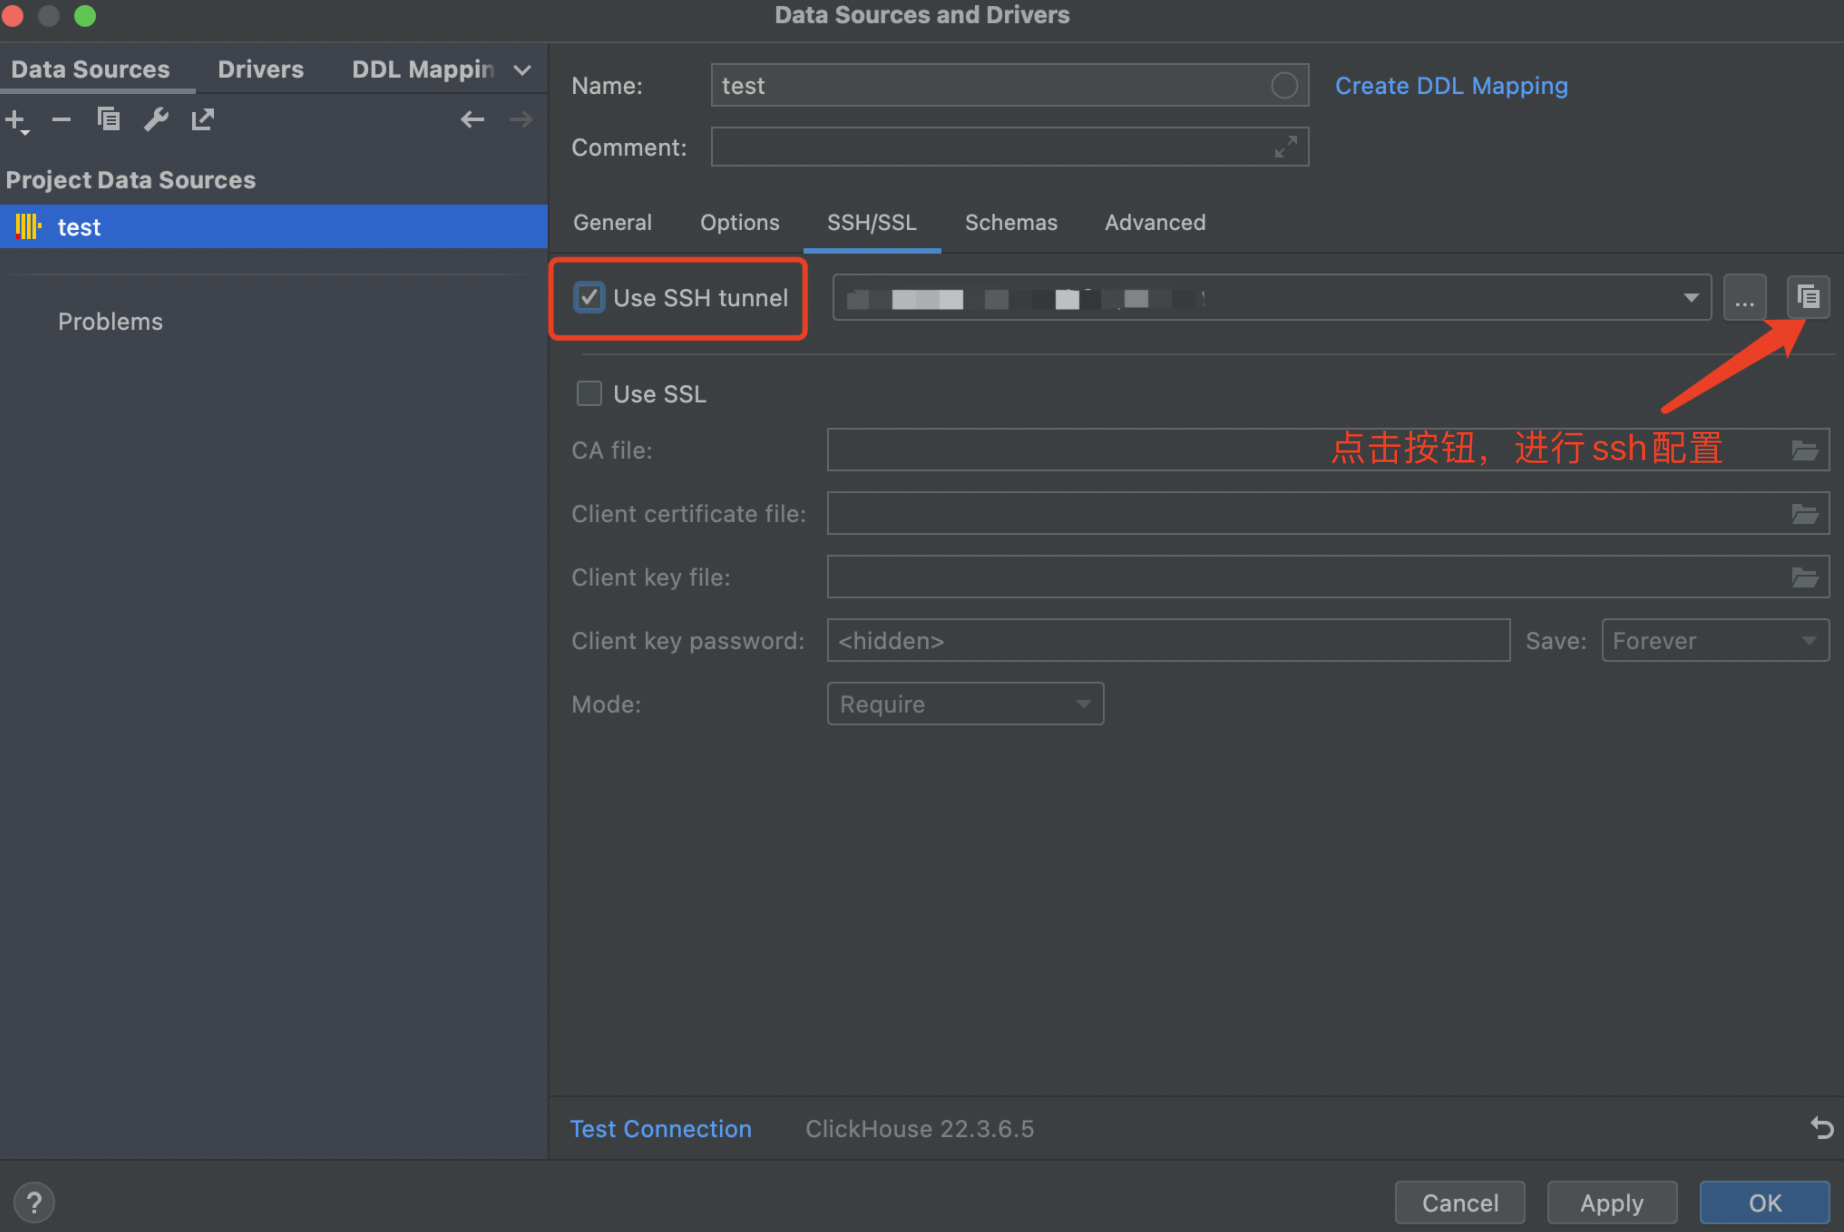 Data Sources and Drivers
Data Sources
Drivers
DDL Mappin
Name:
test
Create DDL Mapping
Comment:
Project Data Sources
test
Problems
General
Options
SSH/SSL
Schemas
Advanced
Use SSH tunnel
...
Use SSL
CA file:
点击按钮，进行ssh配置
Client certificate file:
Client key file:
Client key password:
<hidden>
Save:
Forever
Mode:
Require
Test Connection
ClickHouse 22.3.6.5
?
Cancel
Apply
OK